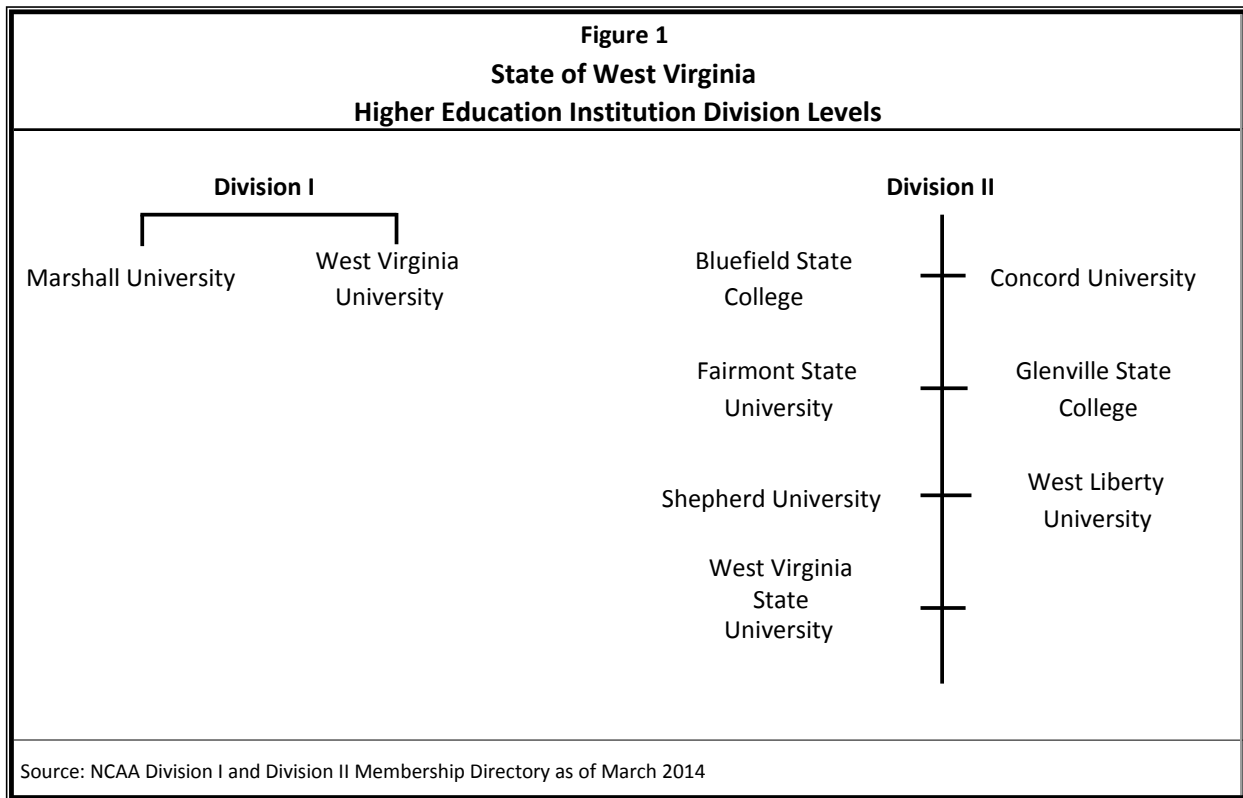 Figure 1
State of West Virginia
Higher Education Institution Division Levels
Division I
Marshall University
West Virginia
University
Division II
Bluefield State
College
Concord University
Fairmont State
University
Glenville State
College
Shepherd University
West Liberty
University
West Virginia
State
University
Source: NCAA Division I and Division II Membership Directory as of March 2014